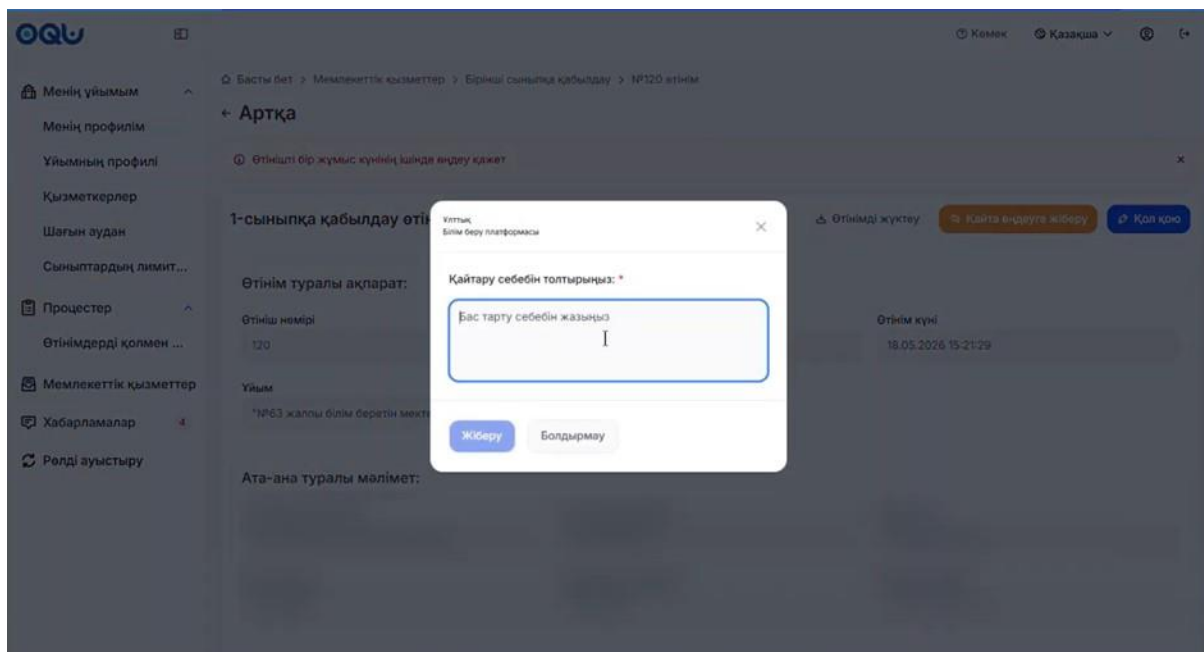 OQU
Көмек
Қазақша
Менің ұйымым
Менің профилім
Ұйымның профилі
Қызметкерлер
Шағын аудан
Сыныптардың лимит...
Процестер
Өтінімдерді қолмен ...
Мемлекеттік қызметтер
Хабарламалар 4
Рөлді ауыстыру
Басты бет > Мемлекеттік қызметтер > Бірінші сыныпқа қабылдау > №120 өтінім
← Артқа
Өтінішті бір жұмыс күнінің ішінде өңдеу қажет
1-сыныпқа қабылдау өтін
Өтінімді жүктеу
Қайта өңдеуге жіберу
Қол қою
Өтінім туралы ақпарат:
Өтініш нөмірі
120
Өтінім күні
18.05.2026 15:21:29
Ұйым
"№63 жалпы білім беретін мекте
Ата-ана туралы мәлімет:
Ұлттық
Білім беру платформасы
Қайтару себебін толтырыңыз: *
Бас тарту себебін жазыңыз
Жіберу
Болдырмау